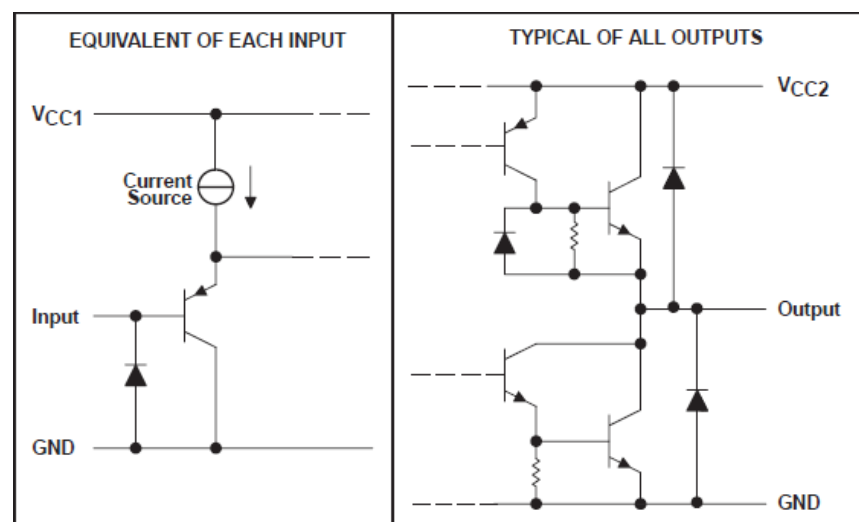 EQUIVALENT OF EACH INPUT
VCC1
Current
Source
Input
GND
TYPICAL OF ALL OUTPUTS
VCC2
Output
GND